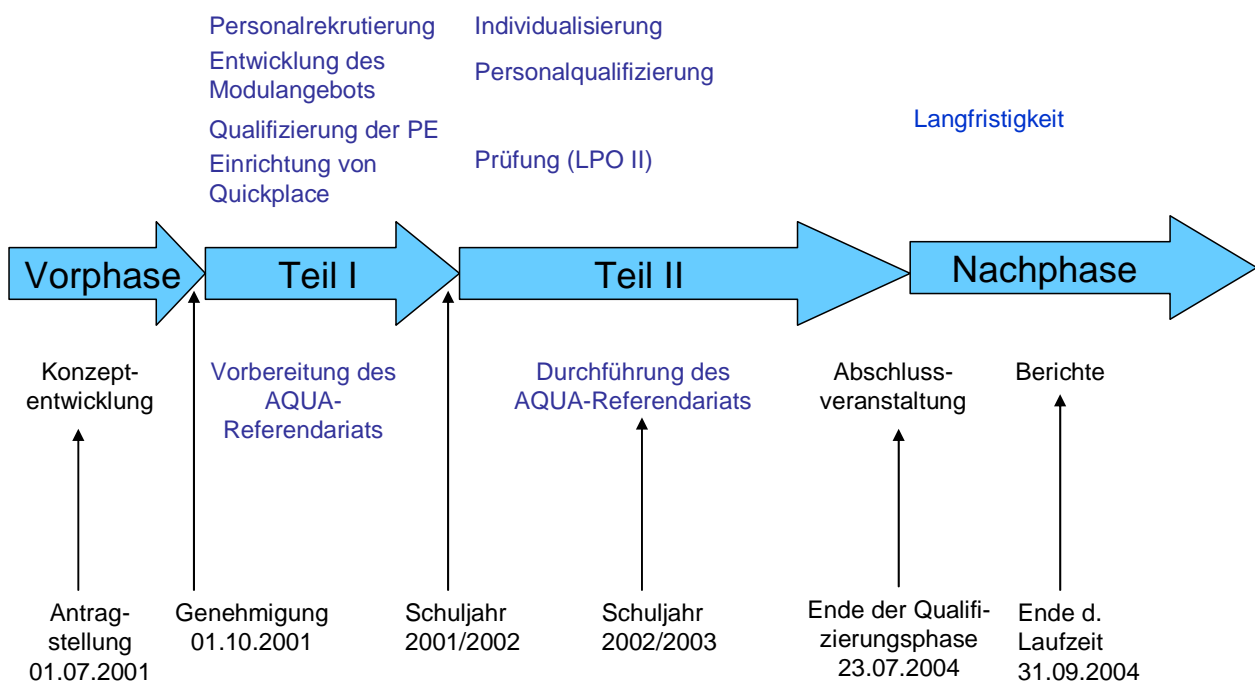 Personalrekrutierung
Entwicklung des
Modulangebots
Qualifizierung der PE
Einrichtung von
Quickplace
Individualisierung
Personalqualifizierung
Prüfung (LPO II)
Langfristigkeit
Vorphase
Teil I
Teil II
Nachphase
Konzept-
entwicklung
Vorbereitung des
AQUA-
Referendariats
Durchführung des
AQUA-Referendariats
Abschluss-
veranstaltung
Berichte
Antrag-
stellung
01.07.2001
Genehmigung
01.10.2001
Schuljahr
2001/2002
Schuljahr
2002/2003
Ende der Qualifi-
zierungsphase
23.07.2004
Ende d.
Laufzeit
31.09.2004